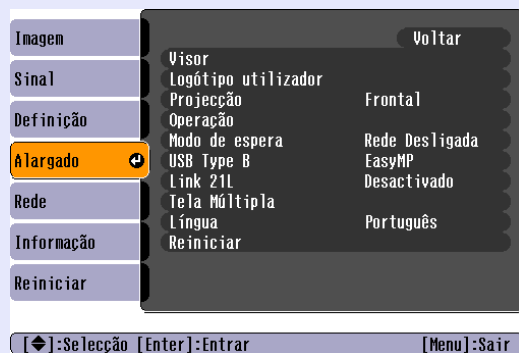 Imagem
Sinal
Definição
Alargado
Rede
Informação
Reiniciar
Voltar
Visor
Logótipo utilizador
Projecção Frontal
Operação
Modo de espera Rede Desligada
USB Type B EasyMP
Link 21L Desactivado
Tela Múltipla
Língua Português
Reiniciar
[◆]:Selecção [Enter]:Entrar [Menu]:Sair